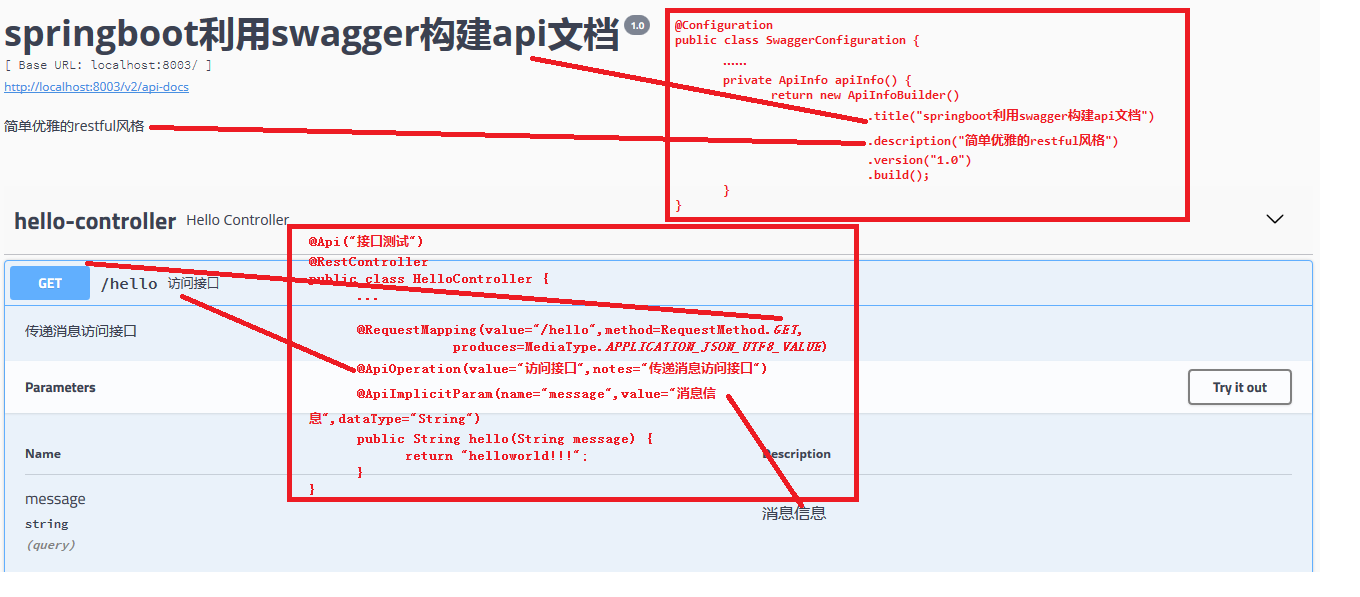 springboot利用swagger构建api文档 1.0
[ Base URL: localhost:8003/ ]
http://localhost:8003/v2/api-docs
简单优雅的restful风格
@Configuration
public class SwaggerConfiguration {
......
private ApiInfo apiInfo() {
return new ApiInfoBuilder()
.title("springboot利用swagger构建api文档")
.description("简单优雅的restful风格")
.version("1.0")
.build();
}
}
hello-controller Hello Controller
GET /hello 访问接口
传递消息访问接口
Parameters
Try it out
@Api("接口测试")
@RestController
public class HelloController {
...
@RequestMapping(value="/hello",method=RequestMethod.GET,
produces=MediaType.APPLICATION_JSON_UTF8_VALUE)
@ApiOperation(value="访问接口",notes="传递消息访问接口")
@ApiImplicitParam(name="message",value="消息信
息",dataType="String")
public String hello(String message) {
return "helloworld!!!";
}
}
Name
Description
message
string
(query)
消息信息